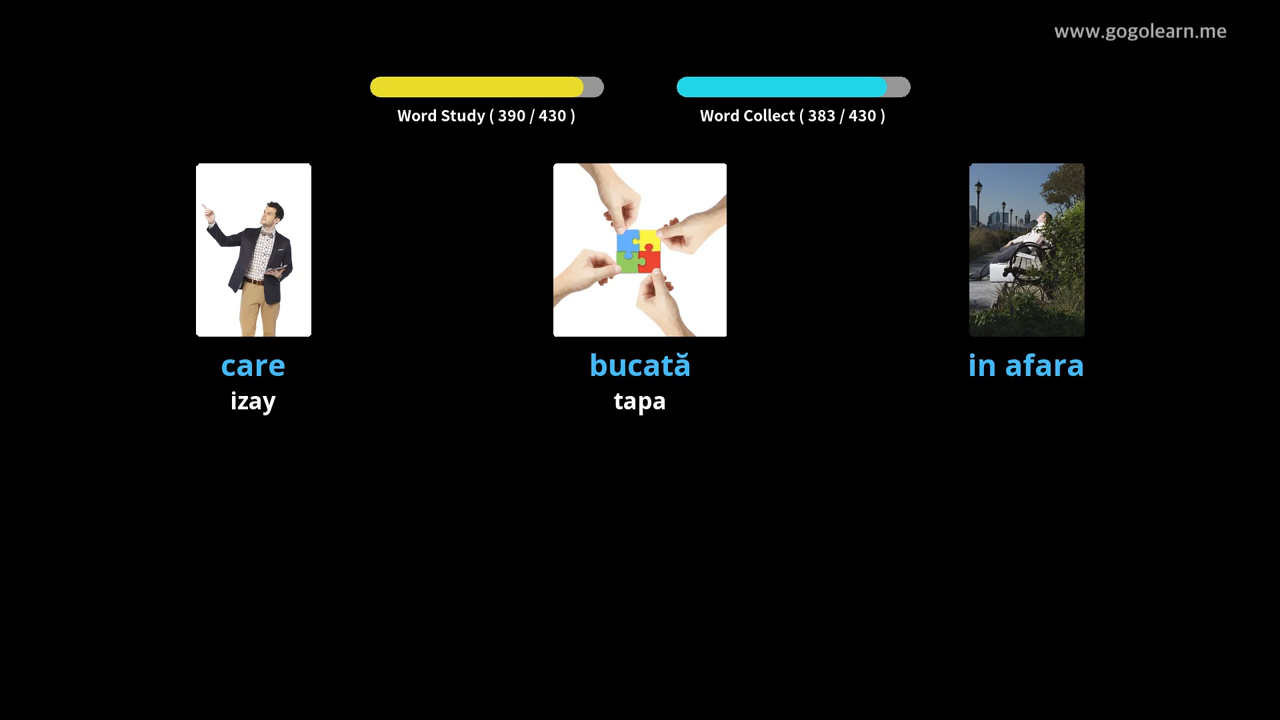 www.gogolearn.me
Word Study ( 390 / 430 )
Word Collect ( 383 / 430 )
care
bucată
in afara
izay
tapa